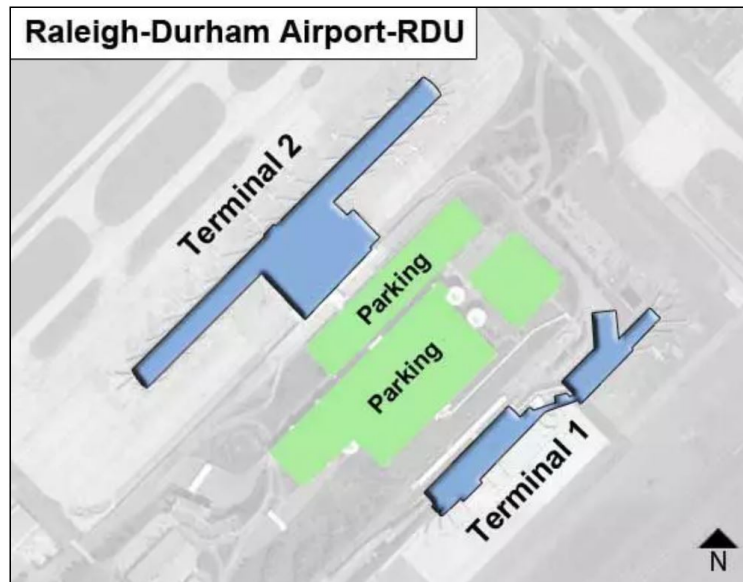 Raleigh-Durham Airport-RDU
Terminal 2
Parking
Parking
Terminal 1
N